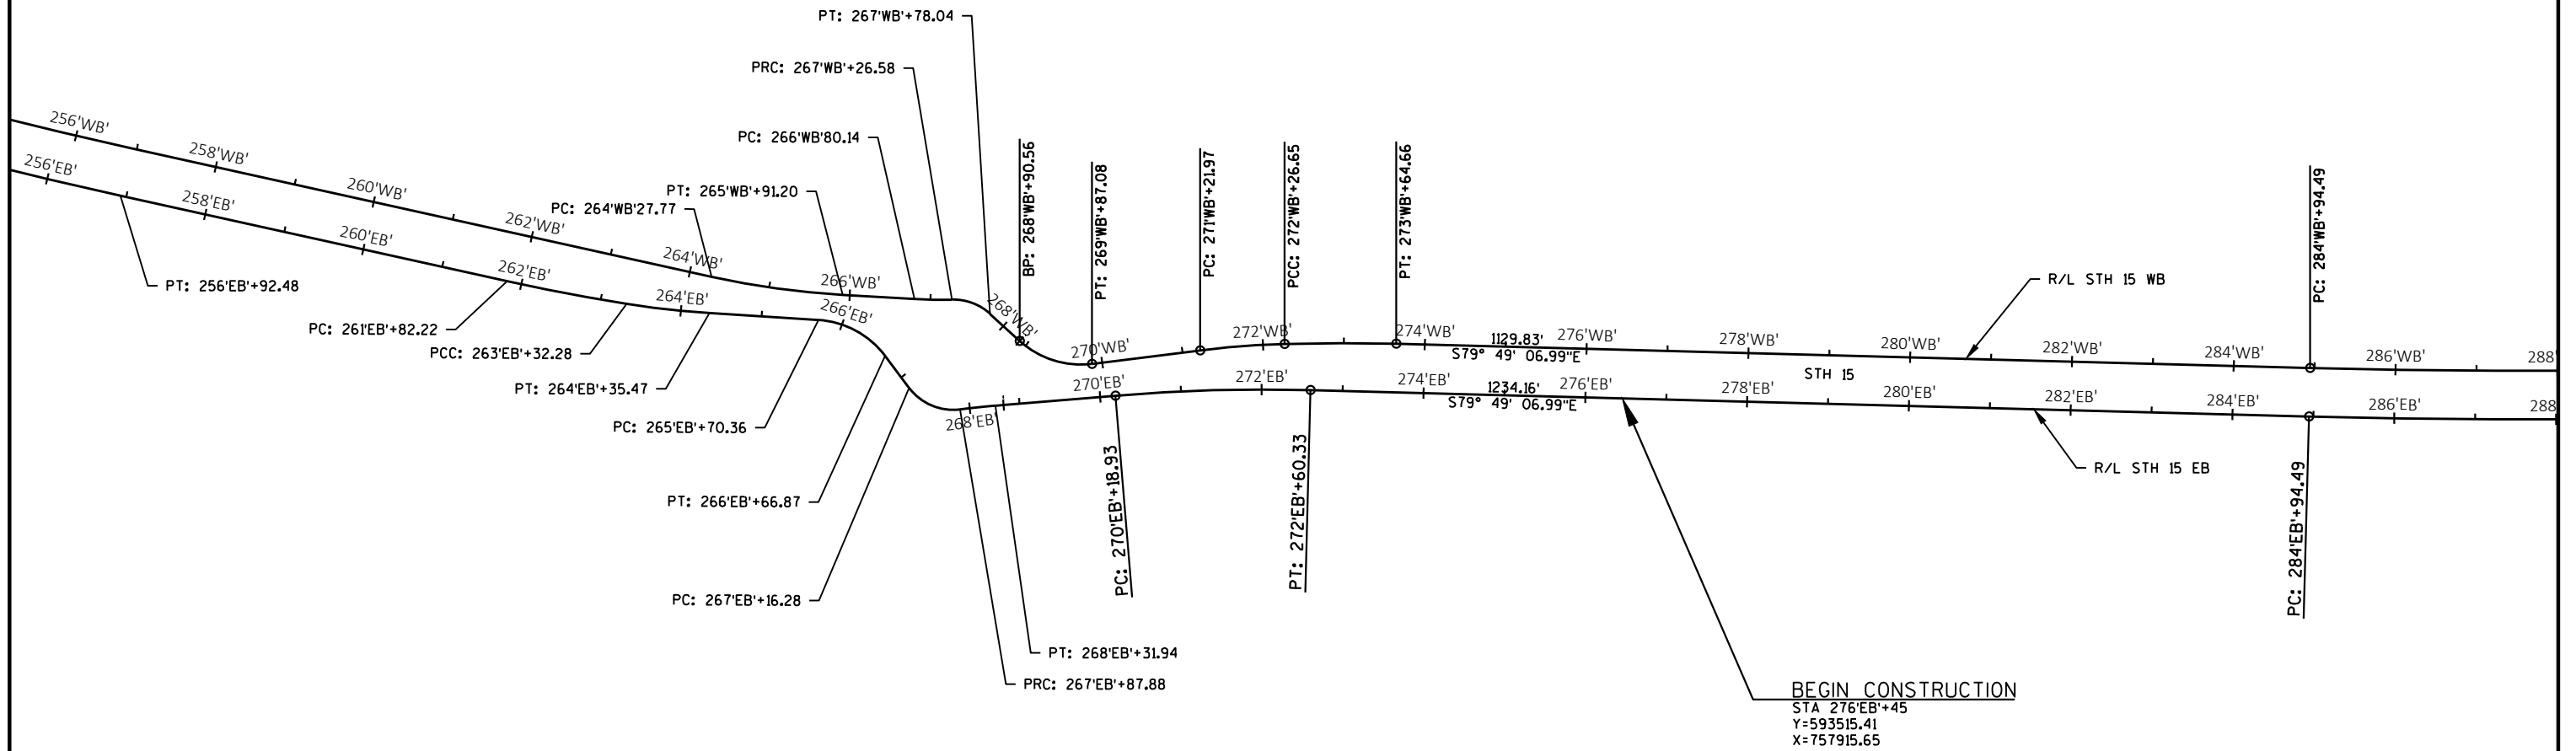 PT: 267'WB'+78.04
PRC: 267'WB'+26.58
PC: 266'WB'80.14
PT: 265'WB'+91.20
PC: 264'WB'27.77
256'WB'
258'WB'
260'WB'
262'WB'
264'WB'
266'WB'
268'WB'
270'WB'
272'WB'
274'WB'
276'WB'
278'WB'
280'WB'
282'WB'
284'WB'
286'WB'
288'
BP: 268'WB'+90.56
PT: 269'WB'+87.08
PC: 271'WB'+21.97
PCC: 272'WB'+26.65
PT: 273'WB'+64.66
PC: 284'WB'+94.49
R/L STH 15 WB
1129.83'
S79° 49' 06.99"E
STH 15
256'EB'
258'EB'
260'EB'
262'EB'
264'EB'
266'EB'
268'EB'
270'EB'
272'EB'
274'EB'
276'EB'
278'EB'
280'EB'
282'EB'
284'EB'
286'EB'
288
1234.16'
S79° 49' 06.99"E
PT: 256'EB'+92.48
PC: 261'EB'+82.22
PCC: 263'EB'+32.28
PT: 264'EB'+35.47
PC: 265'EB'+70.36
PT: 266'EB'+66.87
PC: 267'EB'+16.28
PT: 268'EB'+31.94
PRC: 267'EB'+87.88
PC: 270'EB'+18.93
PT: 272'EB'+60.33
R/L STH 15 EB
PC: 284'EB'+94.49
BEGIN CONSTRUCTION
STA 276'EB'+45
Y=593515.41
X=757915.65